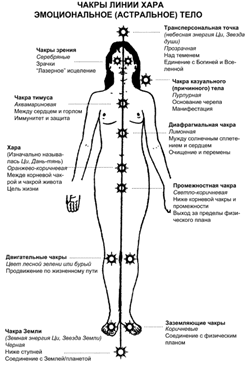 ЧАКРЫ ЛИНИИ ХАРА
ЭМОЦИОНАЛЬНОЕ (АСТРАЛЬНОЕ) ТЕЛО
Трансперсональная точка
(небесная энергия Ци, Звезда
души)
Прозрачная
Над теменем
Единение с Богиней и Все-
ленной
Чакры зрения
Серебряные
Зрачки
"Лазерное" исцеление
Чакра казуального
(причинного) тела
Пурпурная
Основание черепа
Манифестация
Чакра тимуса
Аквамариновая
Между сердцем и горлом
Иммунитет и защита
Диафрагмальная чакра
Лимонная
Между солнечным сплете-
нием и сердцем
Очищение и перемены
Хара
(Изначально назыв-
лась Ци, Дань-тянь)
Оранжево-коричневая
Между корневой чак-
рой и чакрой живота
Цель жизни
Промежностная чакра
Светло-коричневая
Ниже корневой чакры и
промежности
Выход за пределы физи-
ческого плана
Двигательные чакры
Цвет лесной зелени или бурый
Продвижение по жизненному пути
Чакра Земли
(Земная энергия Ци, Звезда Земли)
Черная
Ниже ступней
Соединение с Землей/планетой
Заземляющие чакры
Коричневые
Соединение с физическим
планом